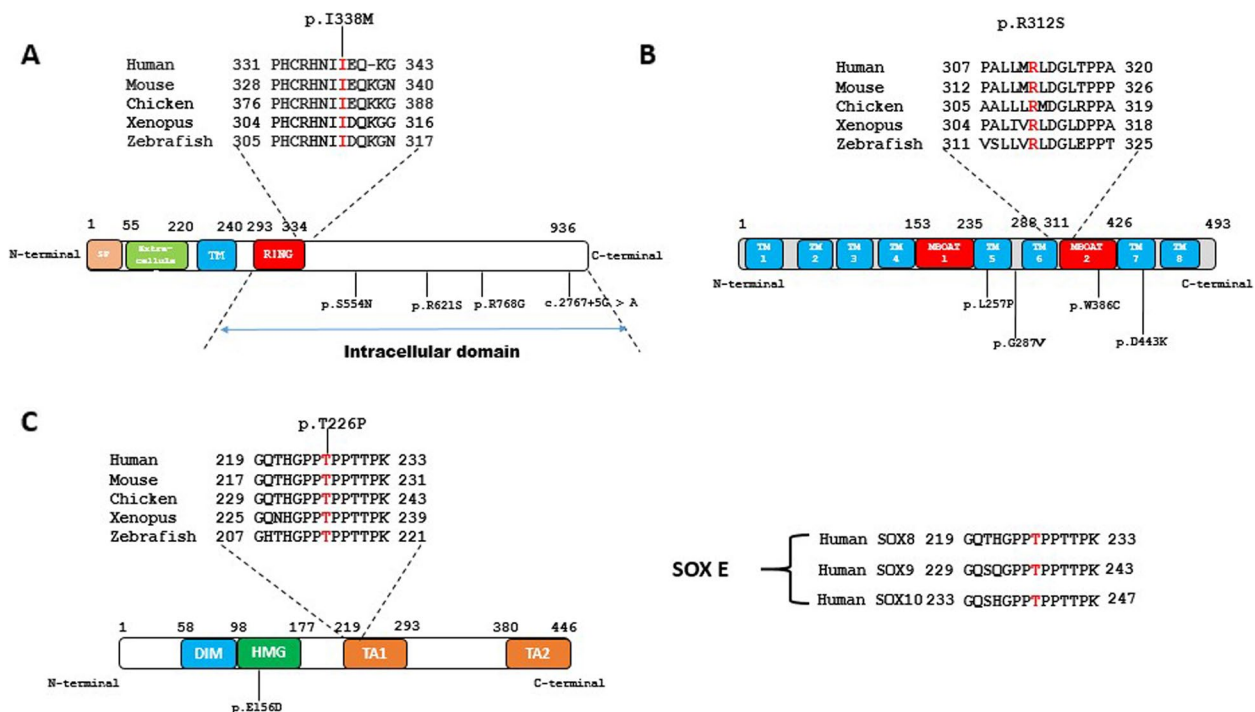 p.I338M
A
Human 331 PHCRHNIIEQ-KG 343
Mouse 328 PHCRHNIIEQKGN 340
Chicken 376 PHCRHNIIEQKKG 388
Xenopus 304 PHCRHNIIDQKGG 316
Zebrafish 305 PHCRHNIIDQKGN 317
1 55 220 240 293 334 936
N-terminal SP Extra-cellula TM RING C-terminal
p.S554N p.R621S p.R768G c.2767+5G > A
Intracellular domain
p.R312S
B
Human 307 PALLMRLDGLTPPA 320
Mouse 312 PALLMRLDGLTPPP 326
Chicken 305 AALLLRMDGLRPPA 319
Xenopus 304 PALIVRLDGLDPPA 318
Zebrafish 311 VSLLVRLDGLEPPT 325
1 153 235 288 311 426 493
TM 1 TM 2 TM 3 TM 4 MBOAT 1 TM 5 TM 6 MBOAT 2 TM 7 TM 8
N-terminal C-terminal
p.L257P p.W386C
p.G287V p.D443K
C
p.T226P
Human 219 GQTHGPPTPPTTPK 233
Mouse 217 GQTHGPPTPPTTPK 231
Chicken 229 GQTHGPPTPPTTPK 243
Xenopus 225 GQNHGPPTPPTTPK 239
Zebrafish 207 GHTHGPPTPPTTPK 221
1 58 98 177 219 293 380 446
DIM HMG TA1 TA2
N-terminal C-terminal
p.E156D
SOX E
Human SOX8 219 GQTHGPPTPPTTPK 233
Human SOX9 229 GQSQGPPTPPTTPK 243
Human SOX10 233 GQSHGPPTPPTTPK 247